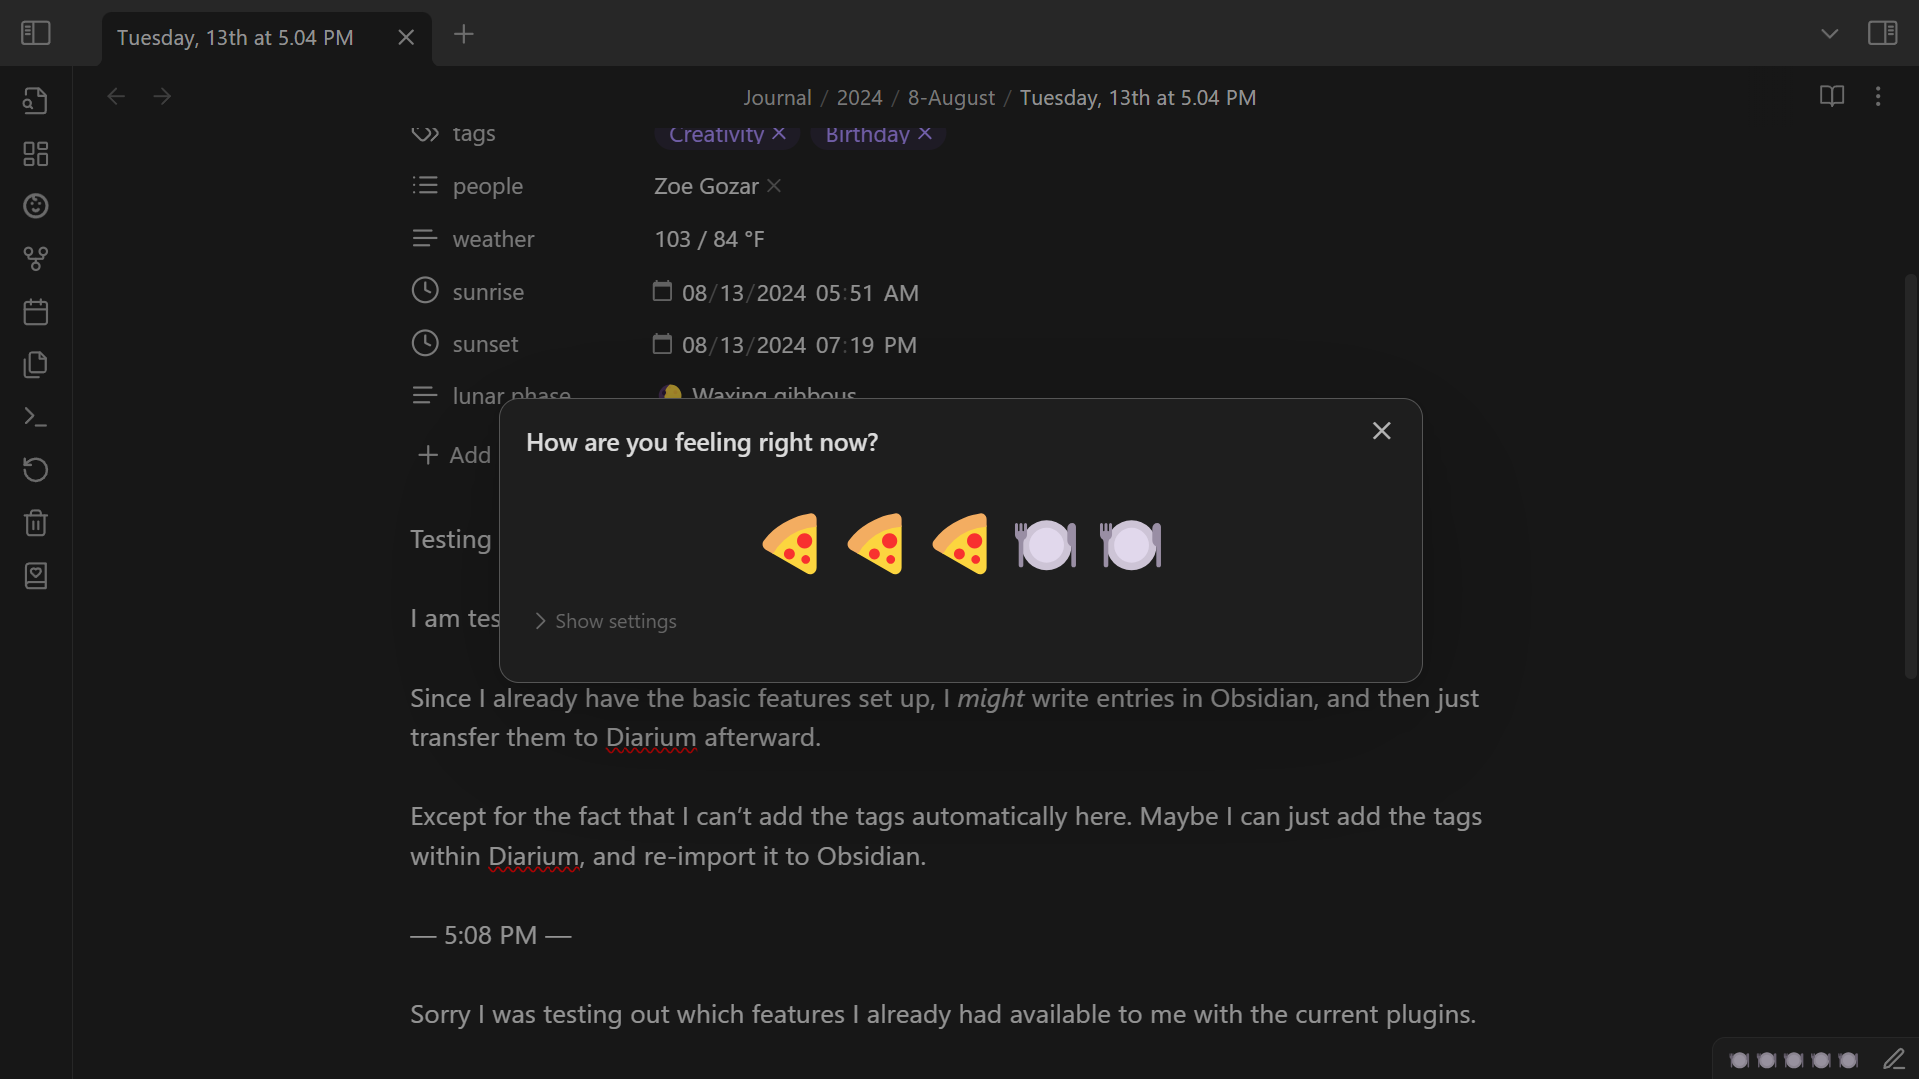 Tuesday, 13th at 5.04 PM
Journal / 2024 / 8-August / Tuesday, 13th at 5.04 PM
tags Creativity Birthday
people Zoe Gozar
weather 103 / 84 °F
sunrise 08/13/2024 05:51 AM
sunset 08/13/2024 07:19 PM
lunar phase Waxing gibbous
Add
How are you feeling right now?
Testing
I am tes
Show settings
Since I already have the basic features set up, I might write entries in Obsidian, and then just
transfer them to Diarium afterward.
Except for the fact that I can’t add the tags automatically here. Maybe I can just add the tags
within Diarium, and re-import it to Obsidian.
— 5:08 PM —
Sorry I was testing out which features I already had available to me with the current plugins.